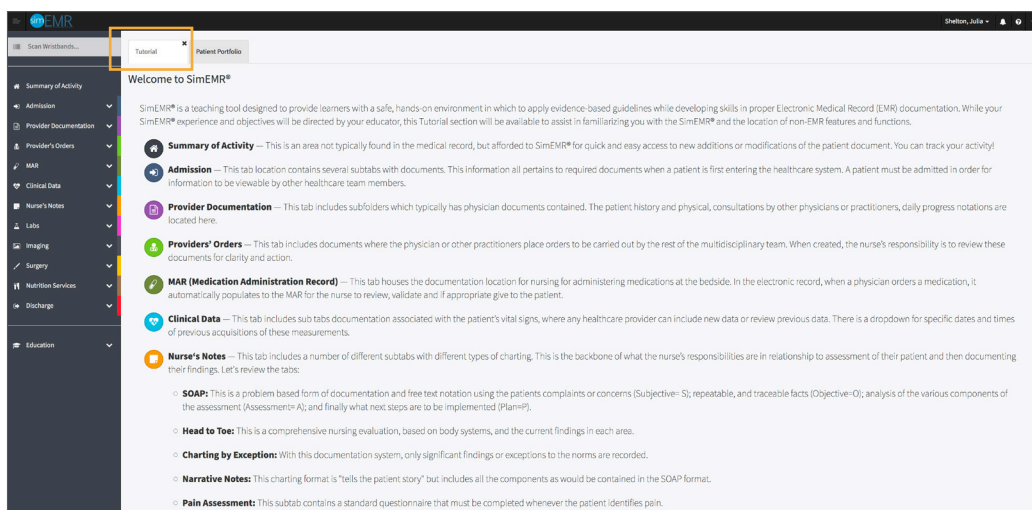 simEMR
Shelton, Julia
Scan Wristbands...
Tutorial
Patient Portfolio
Summary of Activity
Admission
Provider Documentation
Provider's Orders
MAR
Clinical Data
Nurse's Notes
Labs
Imaging
Surgery
Nutrition Services
Discharge
Education
Welcome to SimEMR®
SimEMR® is a teaching tool designed to provide learners with a safe, hands-on environment in which to apply evidence-based guidelines while developing skills in proper Electronic Medical Record (EMR) documentation. While your
SimEMR® experience and objectives will be directed by your educator, this Tutorial section will be available to assist in familiarizing you with the SimEMR® and the location of non-EMR features and functions.
Summary of Activity — This is an area not typically found in the medical record, but afforded to SimEMR® for quick and easy access to new additions or modifications of the patient document. You can track your activity!
Admission — This tab location contains several subtabs with documents. This information all pertains to required documents when a patient is first entering the healthcare system. A patient must be admitted in order for
information to be viewable by other healthcare team members.
Provider Documentation — This tab includes subfolders which typically has physician documents contained. The patient history and physical, consultations by other physicians or practitioners, daily progress notations are
located here.
Providers' Orders — This tab includes documents where the physician or other practitioners place orders to be carried out by the rest of the multidisciplinary team. When created, the nurse's responsibility is to review these
documents for clarity and action.
MAR (Medication Administration Record) — This tab houses the documentation location for nursing for administering medications at the bedside. In the electronic record, when a physician orders a medication, it
automatically populates to the MAR for the nurse to review, validate and if appropriate give to the patient.
Clinical Data — This tab includes sub tabs documentation associated with the patient's vital signs, where any healthcare provider can include new data or review previous data. There is a dropdown for specific dates and times
of previous acquisitions of these measurements.
Nurse's Notes — This tab includes a number of different subtabs with different types of charting. This is the backbone of what the nurse's responsibilities are in relationship to assessment of their patient and then documenting
their findings. Let's review the tabs:
SOAP: This is a problem based form of documentation and free text notation using the patients complaints or concerns (Subjective= S); repeatable, and traceable facts (Objective=O); analysis of the various components of
the assessment (Assessment= A); and finally what next steps are to be implemented (Plan=P).
Head to Toe: This is a comprehensive nursing evaluation, based on body systems, and the current findings in each area.
Charting by Exception: With this documentation system, only significant findings or exceptions to the norms are recorded.
Narrative Notes: This charting format is "tells the patient story" but includes all the components as would be contained in the SOAP format.
Pain Assessment: This subtab contains a standard questionnaire that must be completed whenever the patient identifies pain.